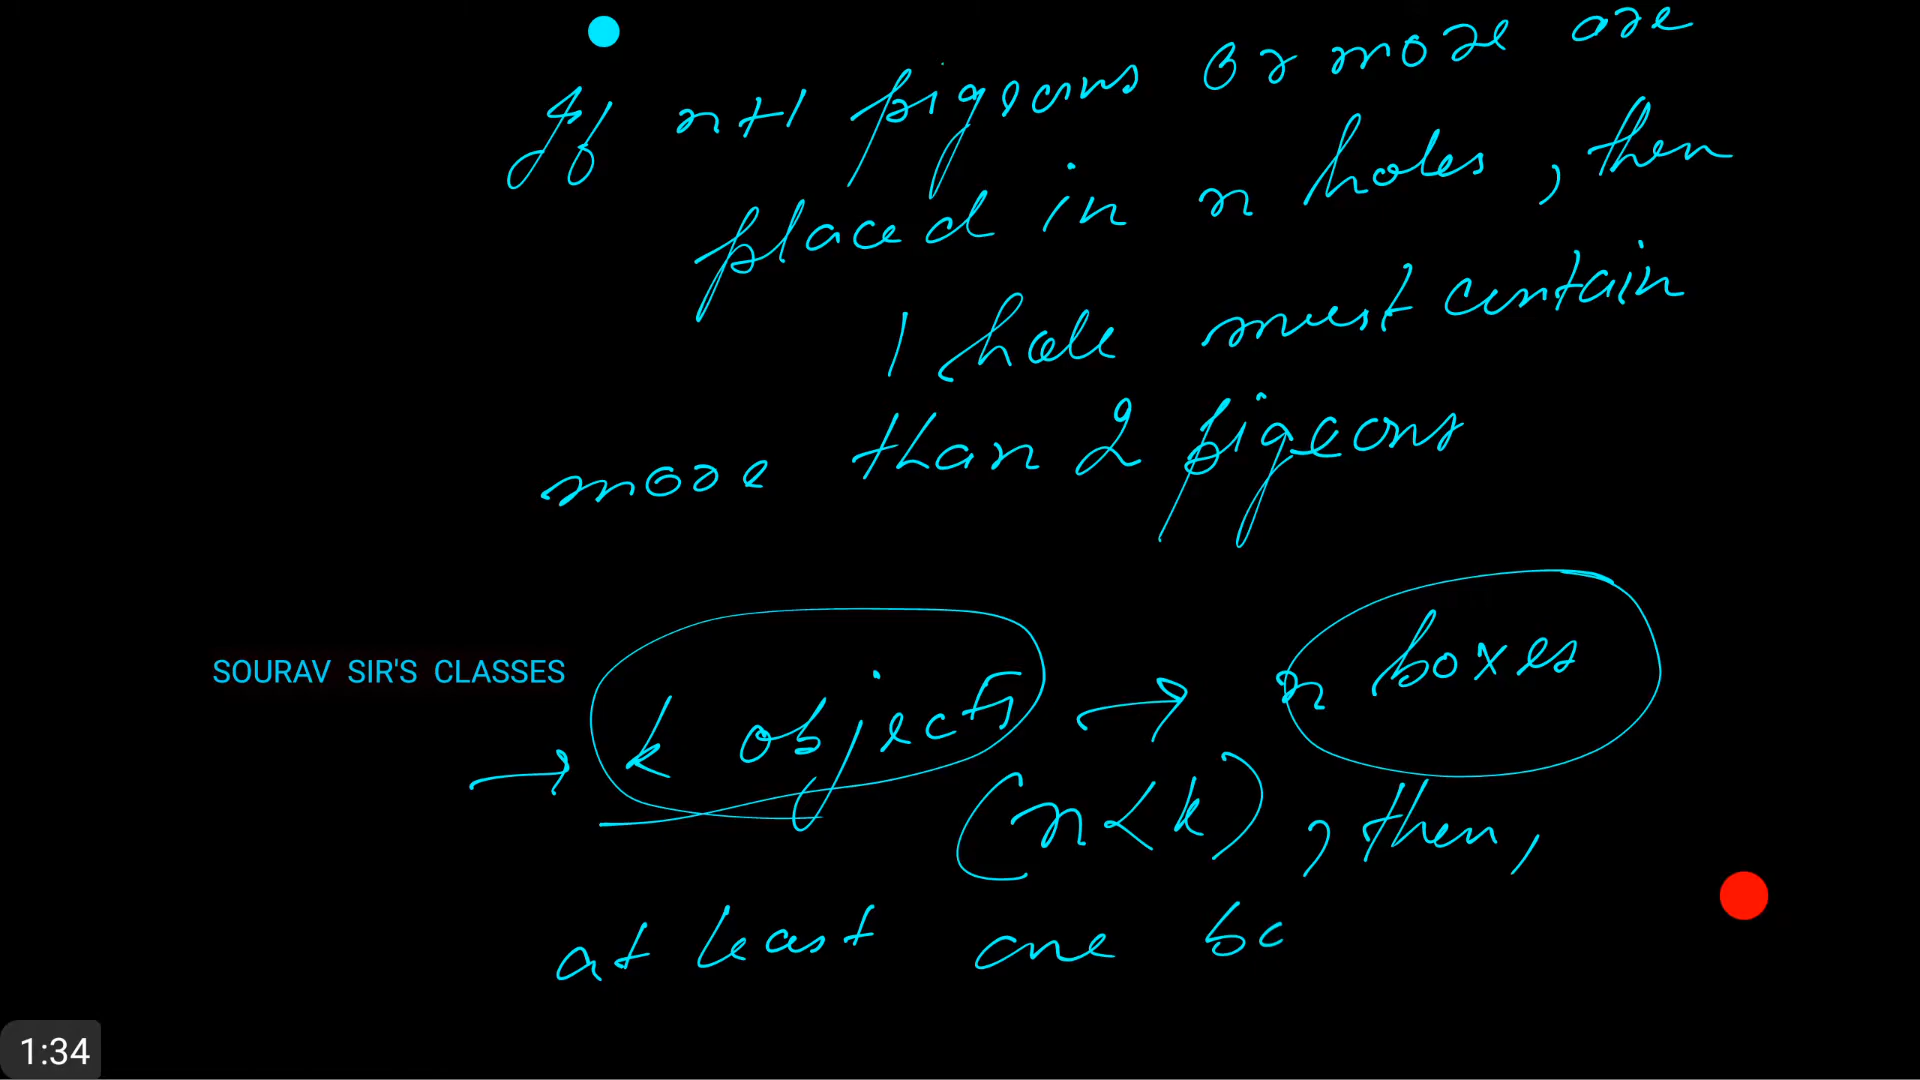 If n+1 pigeons or more are
placed in n holes, then
1 hole must contain
more than 2 pigeons
SOURAV SIR'S CLASSES
→ k objects → n boxes
(n<k), then,
at least one bo
1:34